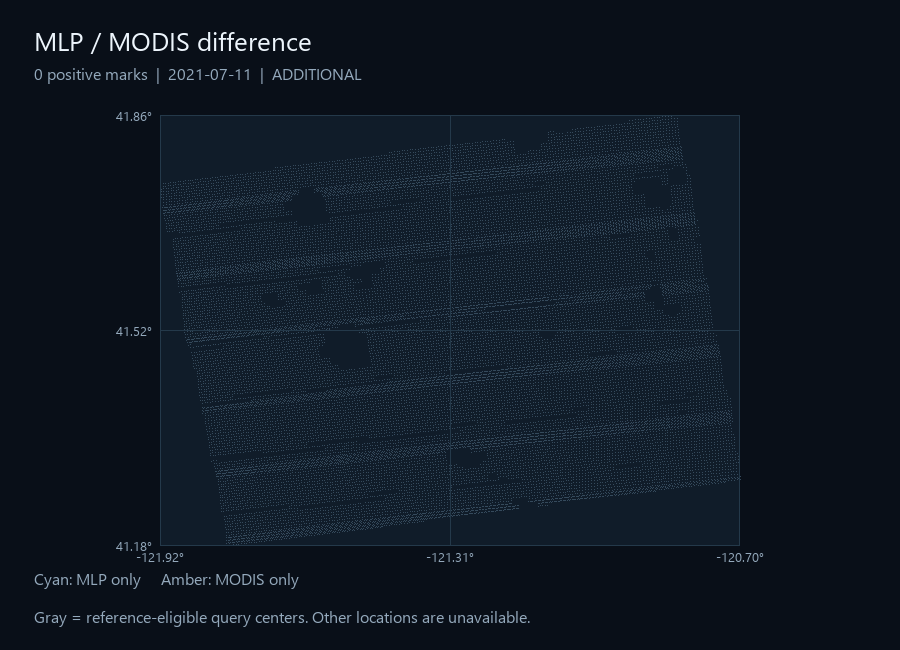 MLP / MODIS difference
0 positive marks | 2021-07-11 | ADDITIONAL
41.86°
41.52°
41.18°
-121.92° -121.31° -120.70°
Cyan: MLP only Amber: MODIS only
Gray = reference-eligible query centers. Other locations are unavailable.